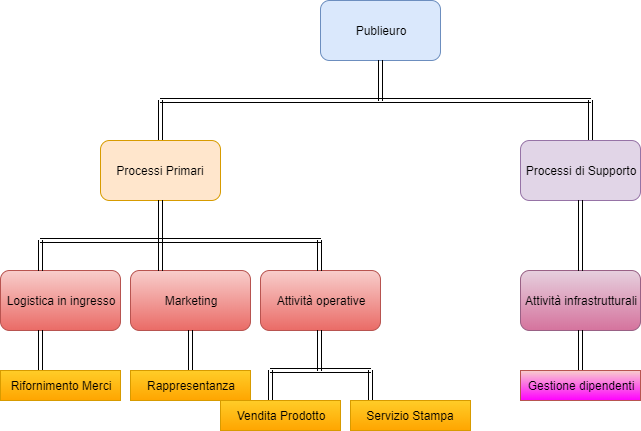 Publieuro
Processi Primari
Processi di Supporto
Logistica in ingresso
Marketing
Attività operative
Attività infrastrutturali
Rifornimento Merci
Rappresentanza
Gestione dipendenti
Vendita Prodotto
Servizio Stampa